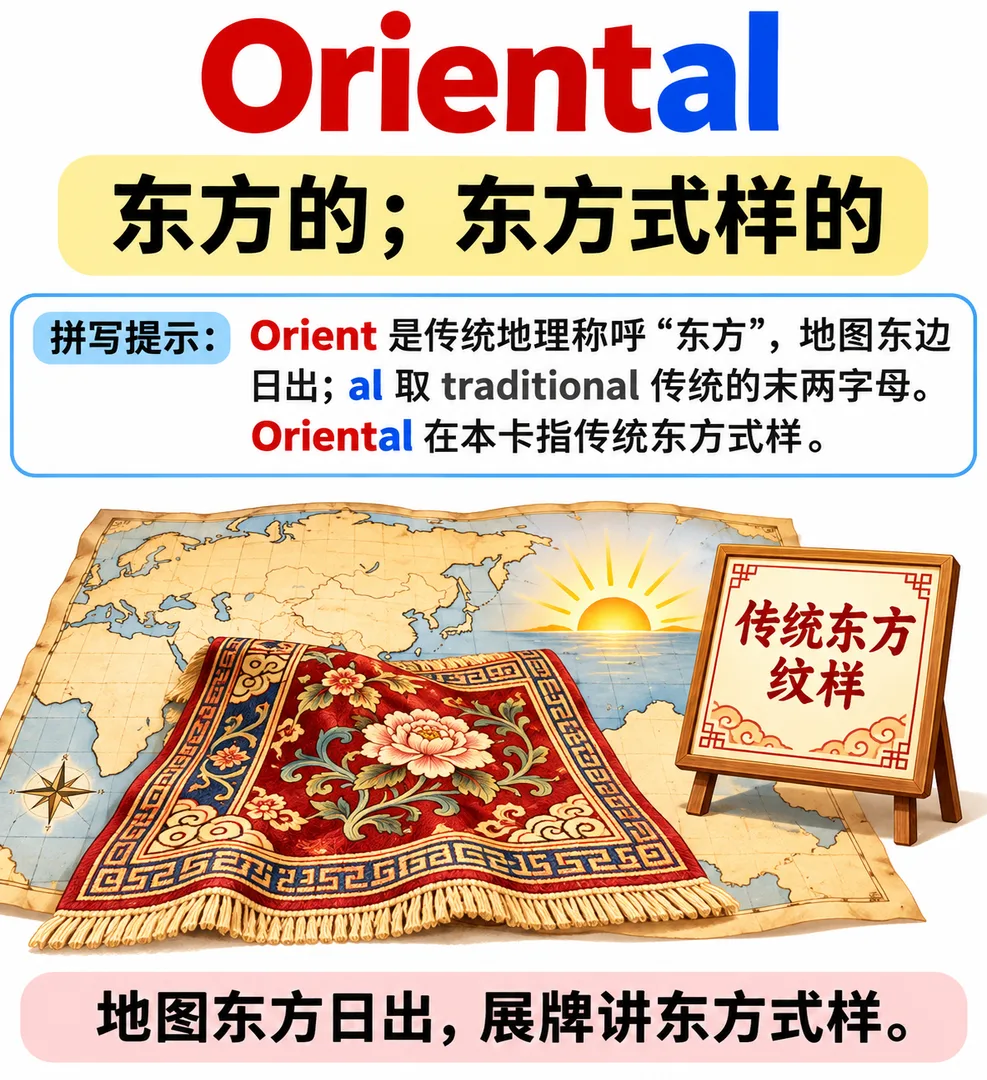 Oriental
东方的；东方式样的
拼写提示： Orient 是传统地理称呼“东方”，地图东边
日出；al 取 traditional 传统的末两字母。
Oriental 在本卡指传统东方式样。
传统东方
纹样
地图东方日出，展牌讲东方式样。